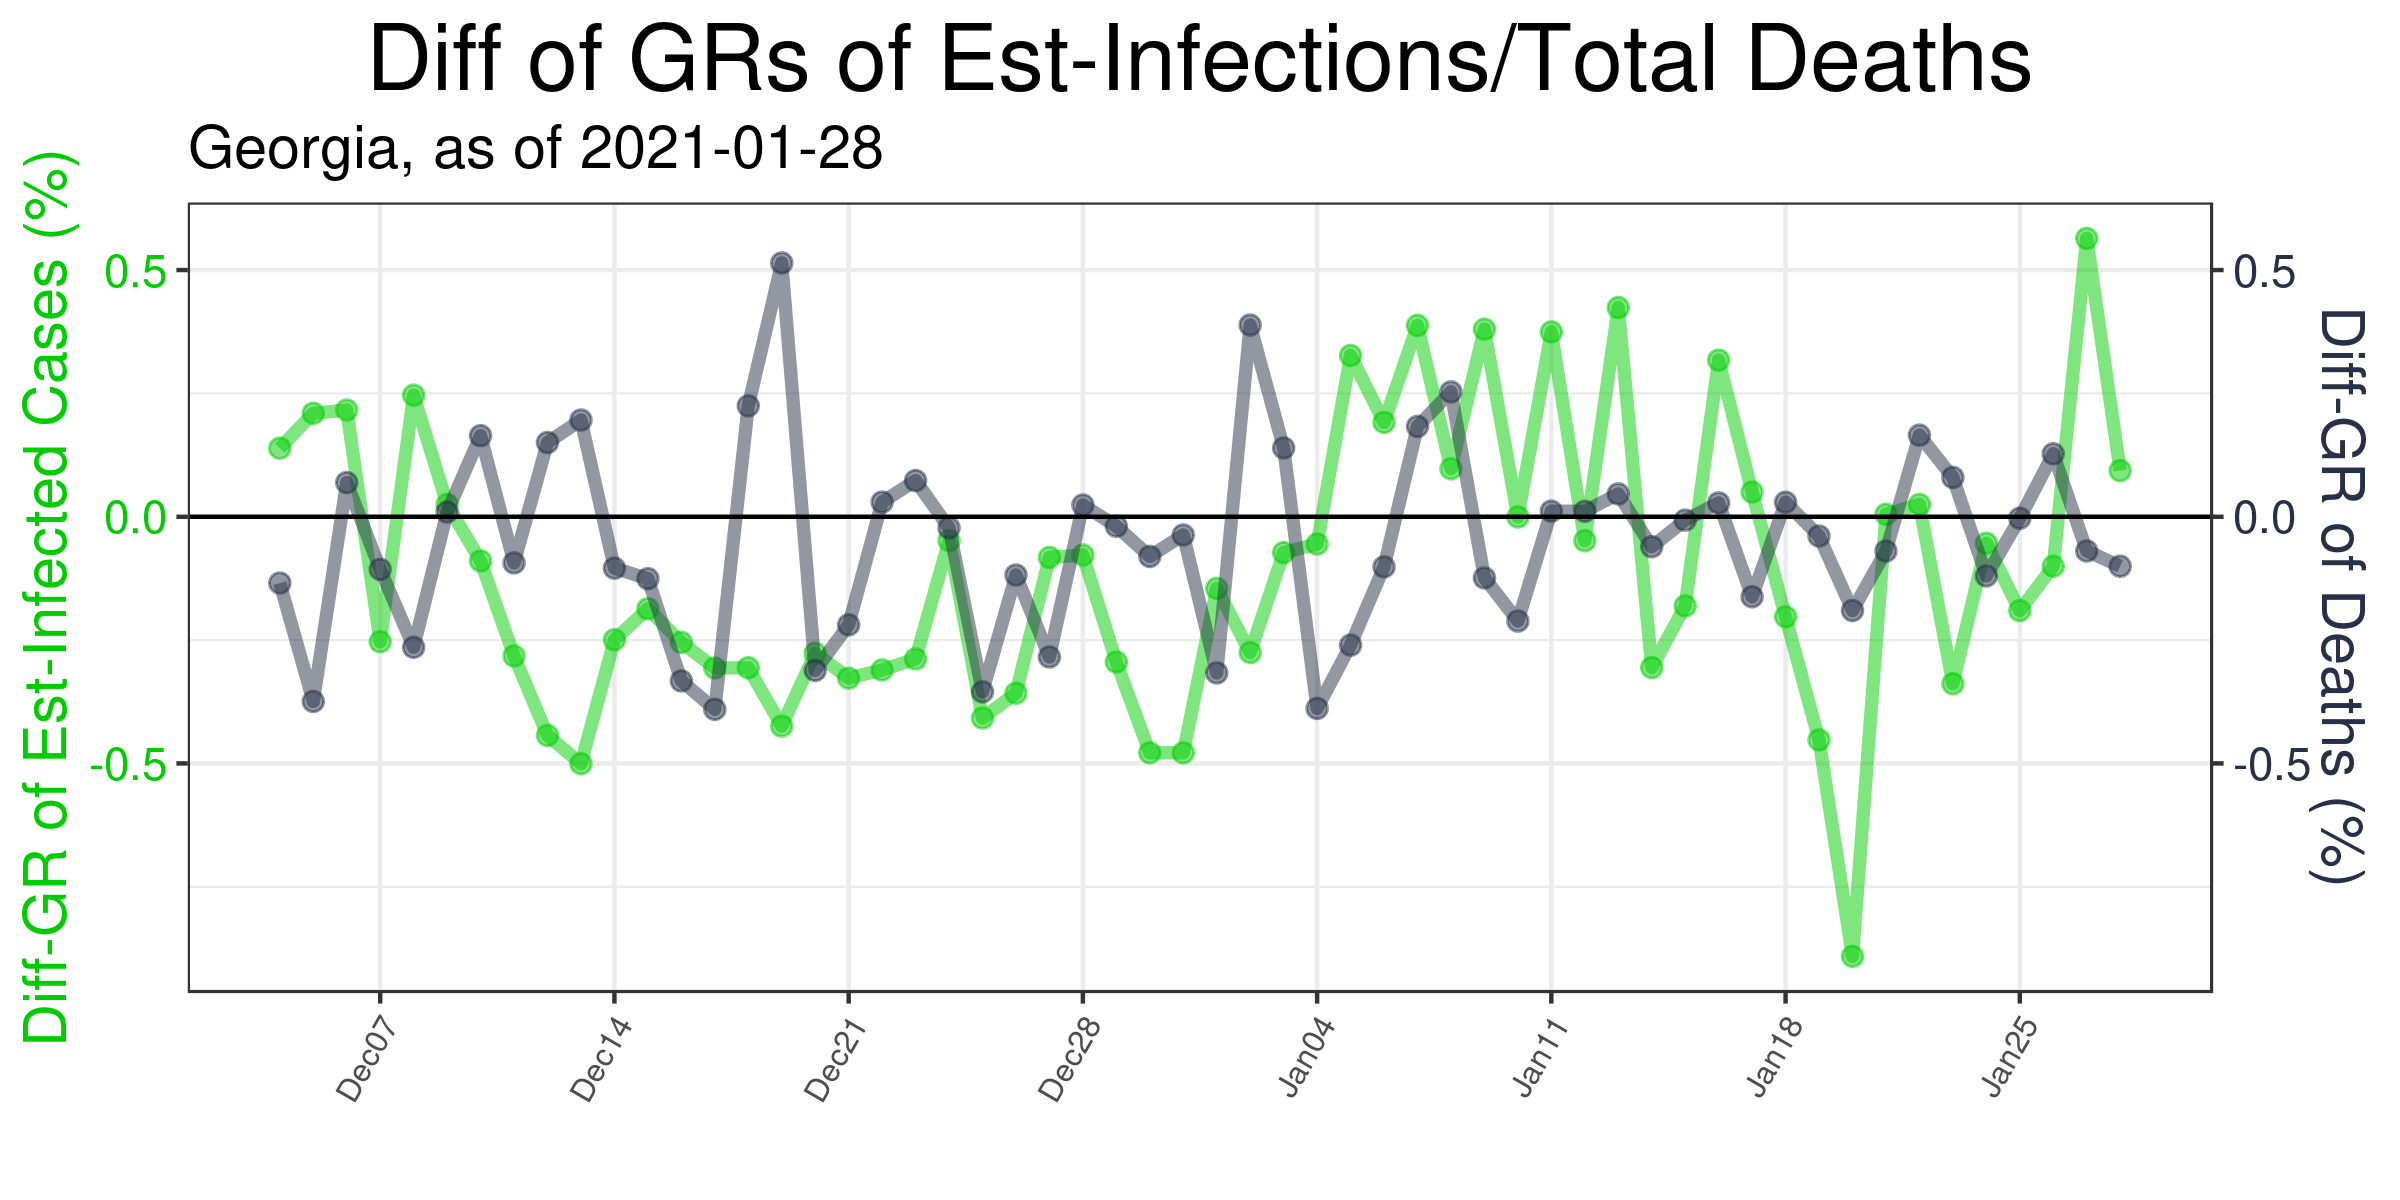 Diff of GRs of Est-Infections/Total Deaths
Georgia, as of 2021-01-28
Diff-GR of Est-Infected Cases (%)
0.5
0.0
-0.5
0.5
0.0
-0.5
Diff-GR of Deaths (%)
Dec07
Dec14
Dec21
Dec28
Jan04
Jan11
Jan18
Jan25